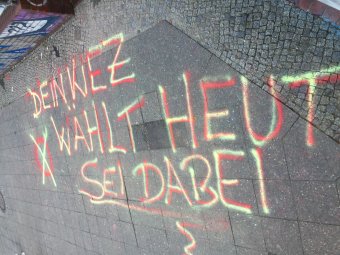 DEIN KIEZ
X WÄHLT HEUT
SEI DABEI